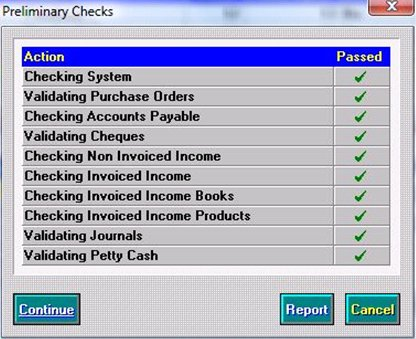 Preliminary Checks
Action Passed
Checking System
Validating Purchase Orders
Checking Accounts Payable
Validating Cheques
Checking Non Invoiced Income
Checking Invoiced Income
Checking Invoiced Income Books
Checking Invoiced Income Products
Validating Journals
Validating Petty Cash
Continue Report Cancel